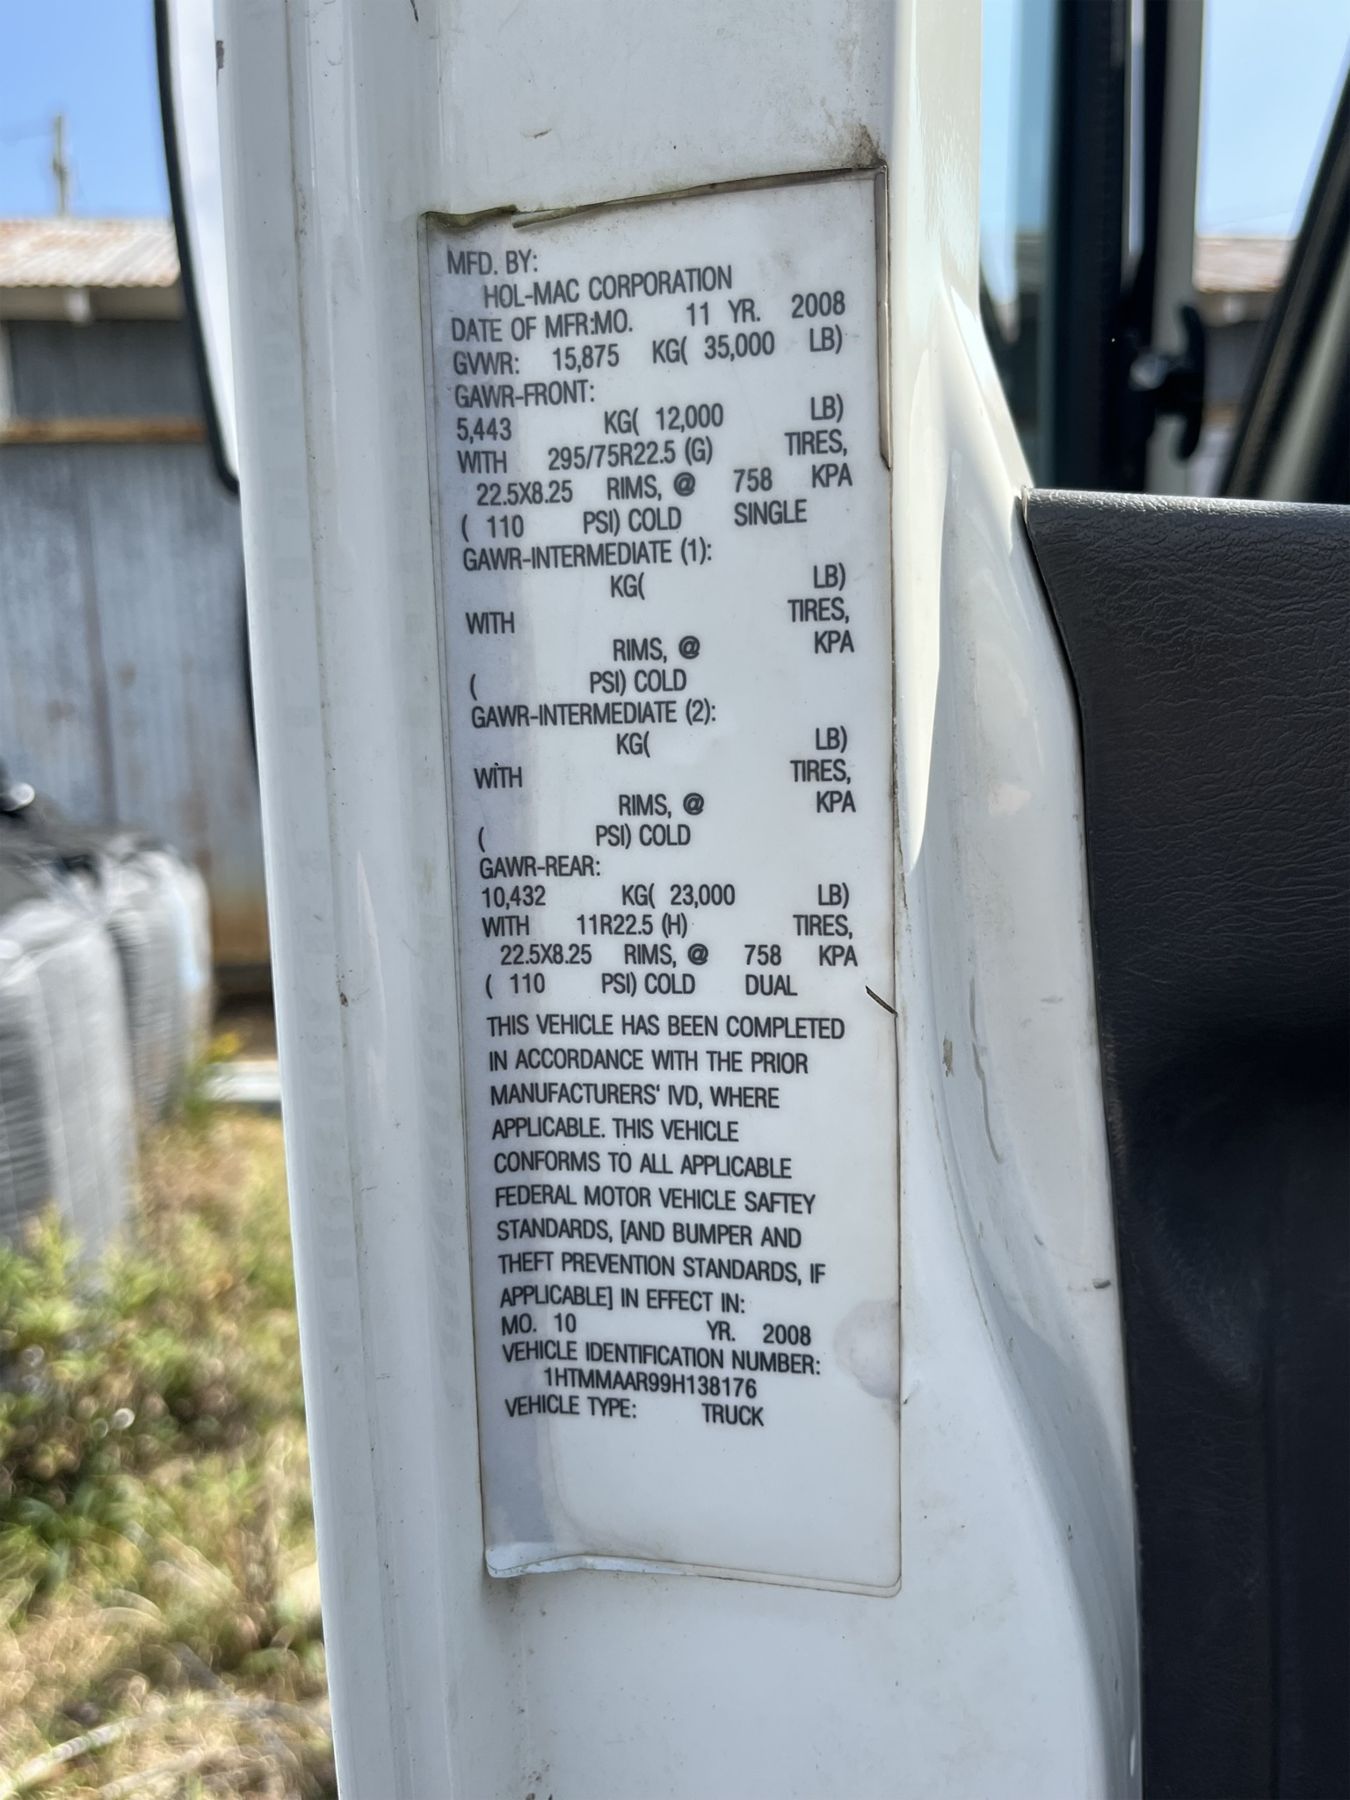 MFD. BY:
HOL-MAC CORPORATION
DATE OF MFR:MO. 11 YR. 2008
GVWR: 15,875 KG( 35,000 LB)
GAWR-FRONT:
5,443 KG( 12,000 LB)
WITH 295/75R22.5 (G) TIRES,
22.5X8.25 RIMS, @ 758 KPA
( 110 PSI) COLD SINGLE
GAWR-INTERMEDIATE (1):
KG( LB)
WITH TIRES,
RIMS, @ KPA
( PSI) COLD
GAWR-INTERMEDIATE (2):
KG( LB)
WITH TIRES,
RIMS, @ KPA
( PSI) COLD
GAWR-REAR:
10,432 KG( 23,000 LB)
WITH 11R22.5 (H) TIRES,
22.5X8.25 RIMS, @ 758 KPA
( 110 PSI) COLD DUAL
THIS VEHICLE HAS BEEN COMPLETED
IN ACCORDANCE WITH THE PRIOR
MANUFACTURERS' IVD, WHERE
APPLICABLE. THIS VEHICLE
CONFORMS TO ALL APPLICABLE
FEDERAL MOTOR VEHICLE SAFTEY
STANDARDS, [AND BUMPER AND
THEFT PREVENTION STANDARDS, IF
APPLICABLE] IN EFFECT IN:
MO. 10 YR. 2008
VEHICLE IDENTIFICATION NUMBER:
1HTMMAAR99H138176
VEHICLE TYPE: TRUCK